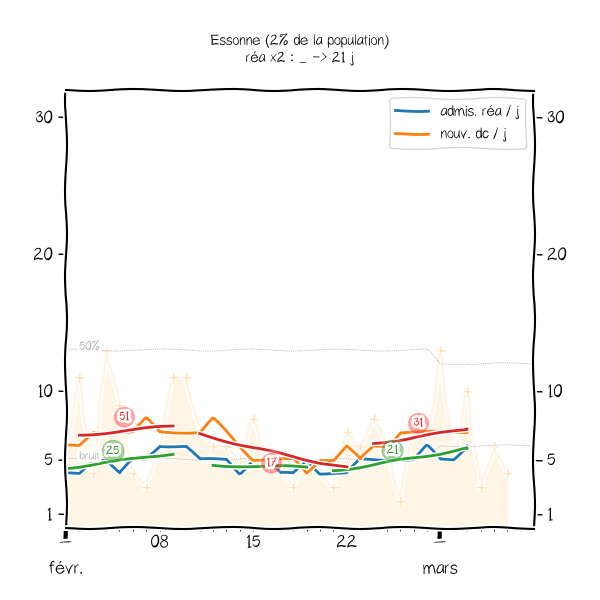 Essonne (2% de la population)
réa x2 : _ -> 21 j
admis. réa / j
nouv. dc / j
30
30
20
20
50%
10
10
51
31
25
21
bruit
17
5
5
1
1
08
15
22
févr.
mars